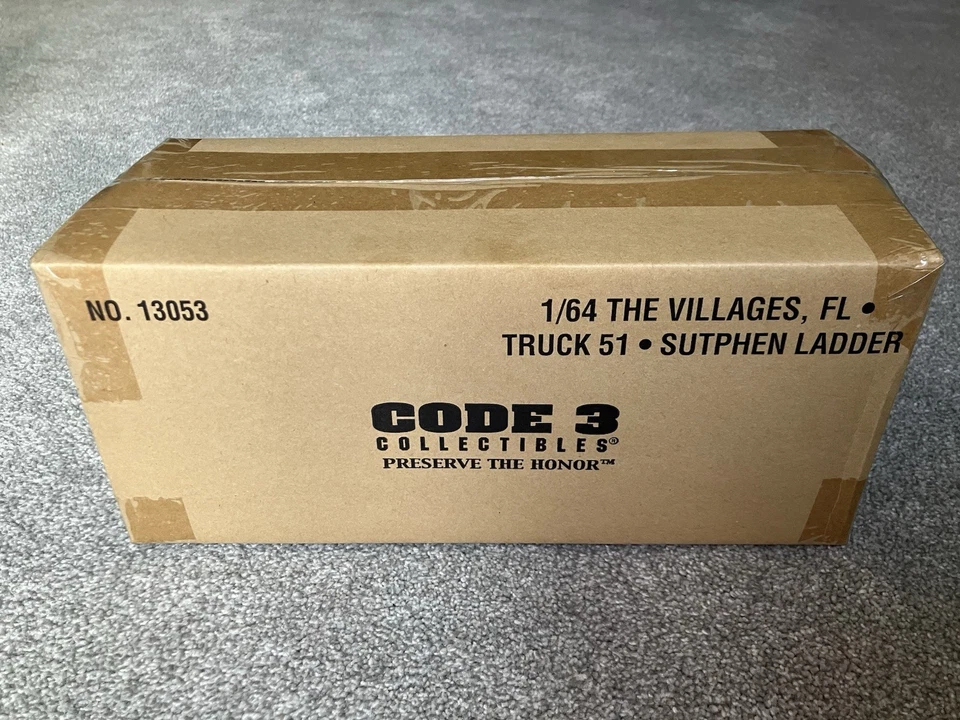 NO. 13053
1/64 THE VILLAGES, FL •
TRUCK 51 • SUTPHEN LADDER
CODE 3
COLLECTIBLES®
PRESERVE THE HONOR™